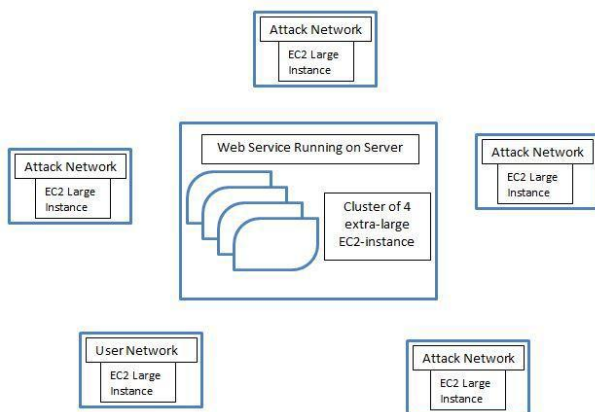 Attack Network
EC2 Large
Instance
Web Service Running on Server
Cluster of 4
extra-large
EC2-instance
Attack Network
EC2 Large
Instance
Attack Network
EC2 Large
Instance
User Network
EC2 Large
Instance
Attack Network
EC2 Large
Instance